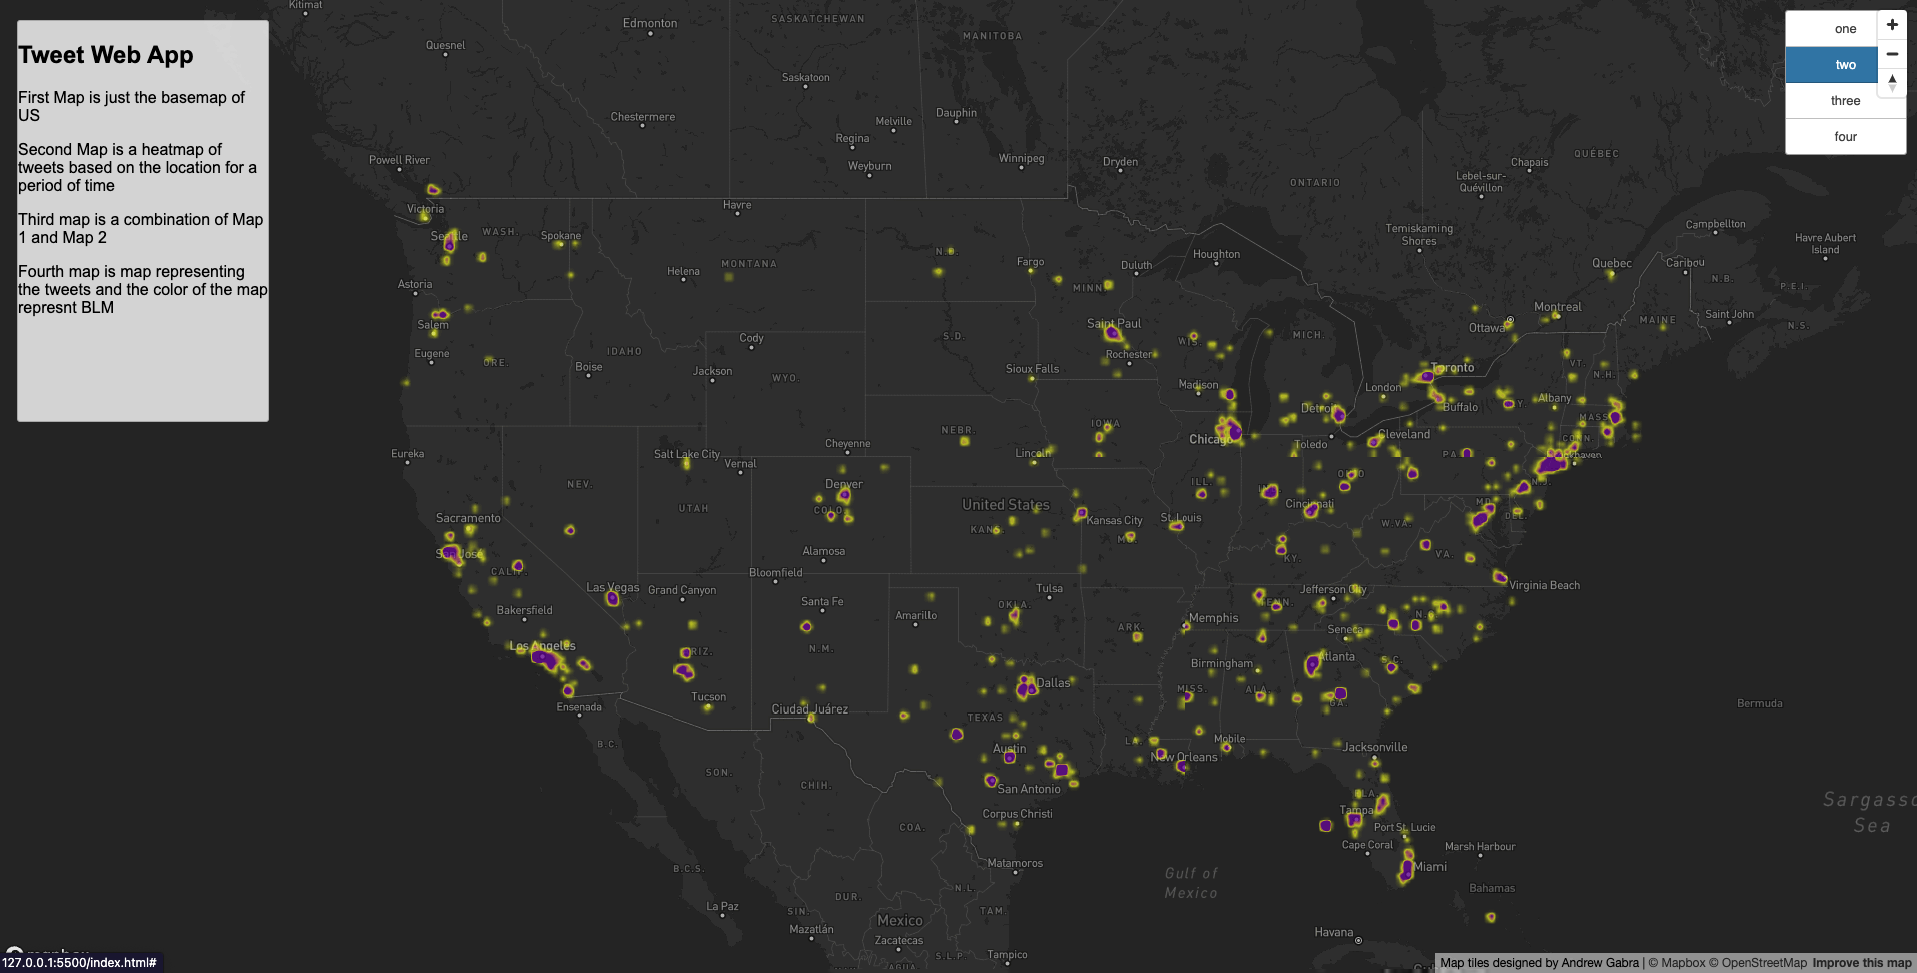 Tweet Web App
First Map is just the basemap of
US
Second Map is a heatmap of
tweets based on the location for a
period of time
Third map is a combination of Map
1 and Map 2
Fourth map is map representing
the tweets and the color of the map
represnt BLM
one
two
three
four
Kitimat
Edmonton
SASKATCHEWAN
MANITOBA
Quesnel
Saskatoon
Chestermere
Dauphin
Melville
Regina
Weyburn
Winnipeg
Dryden
Powell River
Chapais
QUÉBEC
Lebel-sur-
Quévillon
ONTARIO
Victoria
Havre
Seattle
WASH.
Spokane
Temiskaming
Shores
Campbellton
Havre Aubert
Island
N.D.
Fargo
Duluth
Houghton
Helena
MONTANA
Quebec
Caribou
N.B.
P.E.I.
Astoria
MINN.
Montreal
Saint John
MAINE
N.S.
Salem
Saint Paul
Ottawa
Cody
S.D.
WIS.
MICH.
Eugene
ORE.
IDAHO
Boise
Rochester
VT.
N.H.
Jackson
WYO.
Sioux Falls
Toronto
Madison
London
Detroit
Buffalo
N.Y.
Albany
MASS.
IOWA
NEBR.
Chicago
Toledo
Cleveland
CONN.
Eureka
Salt Lake City
Vernal
Cheyenne
Lincoln
PA.
NEV.
Denver
ILL.
OHIO
N.J.
UTAH
COLO.
United States
IND.
Cincinnati
MD.
DEL.
Sacramento
KANS.
Kansas City
St. Louis
W.VA.
San Jose
MO.
KY.
VA.
Alamosa
CALIF.
Bloomfield
Las Vegas
Grand Canyon
Tulsa
Jefferson City
Virginia Beach
Bakersfield
Santa Fe
Amarillo
OKLA.
TENN.
N.C.
Memphis
ARK.
Seneca
Los Angeles
ARIZ.
N.M.
Birmingham
Atlanta
S.C.
Tucson
Dallas
MISS.
ALA.
GA.
Ensenada
Ciudad Juárez
TEXAS
Bermuda
B.C.
LA.
Mobile
Jacksonville
Austin
New Orleans
SON.
CHIH.
San Antonio
FLA.
Sargasso
Sea
Corpus Christi
Tampa
Port St. Lucie
COA.
Cape Coral
Marsh Harbour
B.C.S.
Matamoros
Gulf of
Mexico
Miami
N.L.
Bahamas
DUR.
La Paz
SIN.
TAM.
Mexico
Mazatlán
Zacatecas
Havana
S.L.P.
Tampico
AGUA.
mapbox
127.0.0.1:5500/index.html#
Map tiles designed by Andrew Gabra | © Mapbox © OpenStreetMap Improve this map